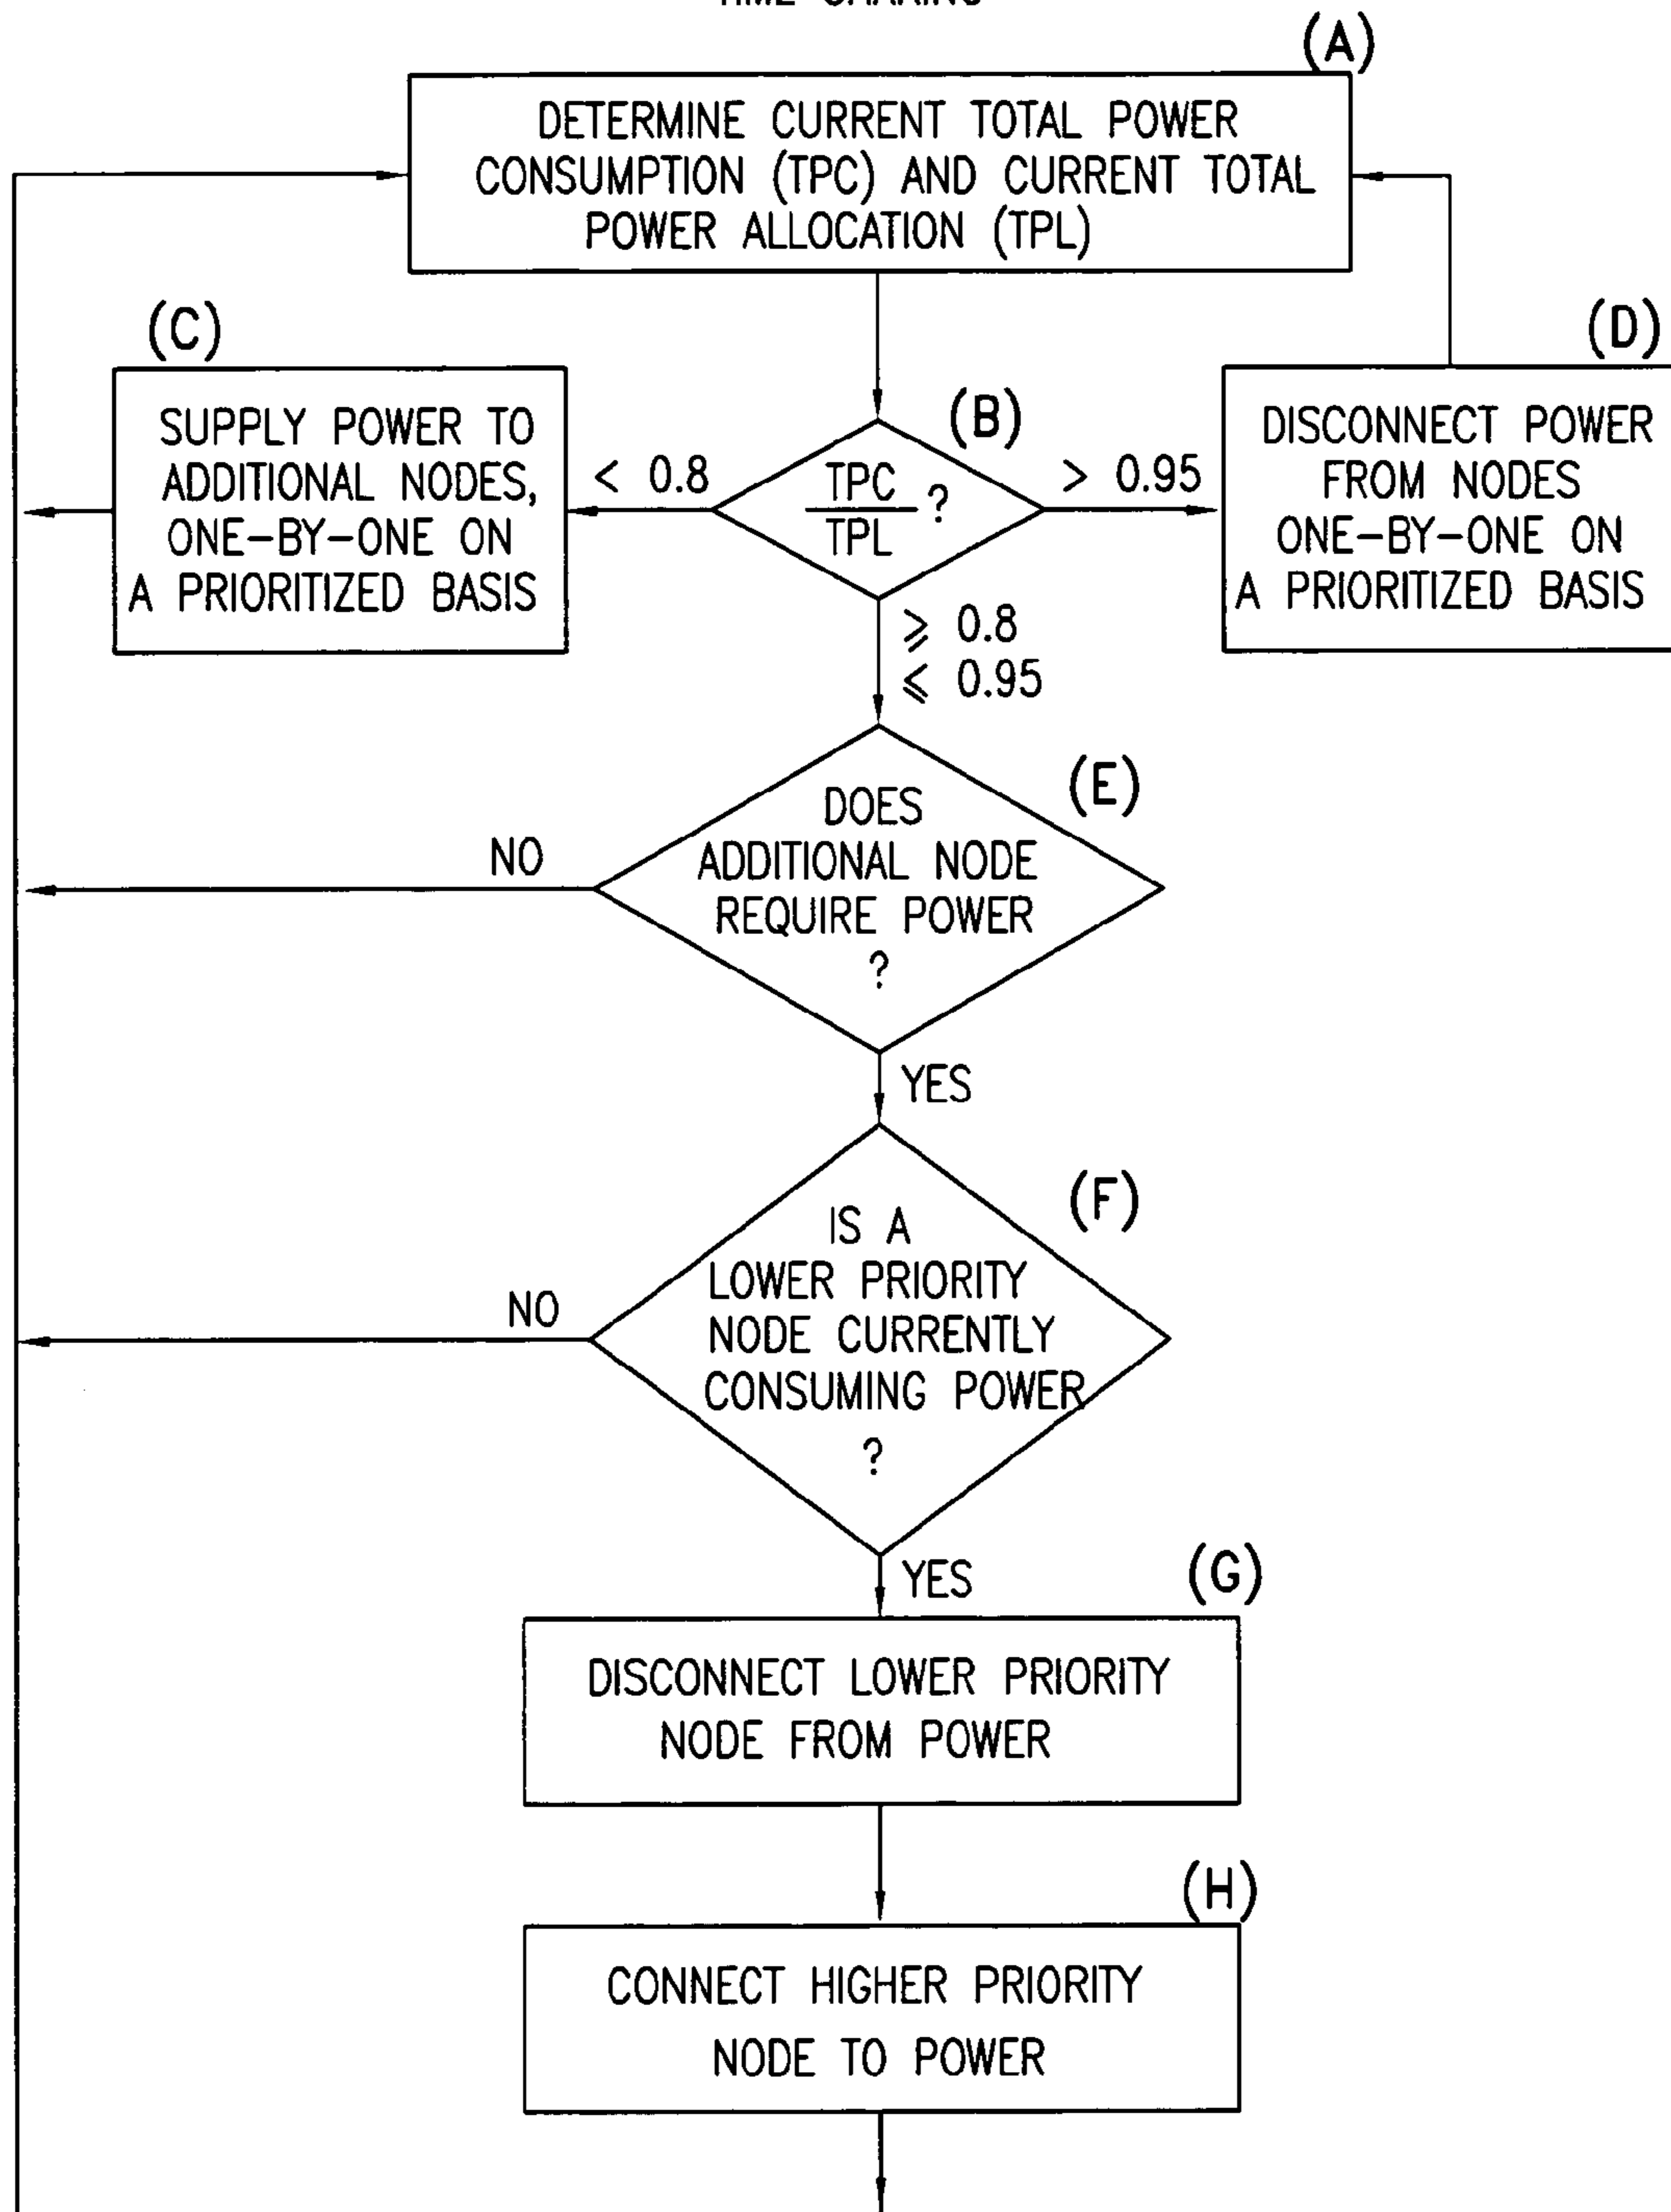 (A)
DETERMINE CURRENT TOTAL POWER
CONSUMPTION (TPC) AND CURRENT TOTAL
POWER ALLOCATION (TPL)
(C)
SUPPLY POWER TO
ADDITIONAL NODES,
ONE-BY-ONE ON
A PRIORITIZED BASIS
< 0.8
(B)
TPC
TPL
?
> 0.95
(D)
DISCONNECT POWER
FROM NODES
ONE-BY-ONE ON
A PRIORITIZED BASIS
⩾ 0.8
⩽ 0.95
(E)
DOES
ADDITIONAL NODE
REQUIRE POWER
?
NO
YES
(F)
IS A
LOWER PRIORITY
NODE CURRENTLY
CONSUMING POWER
?
NO
YES
(G)
DISCONNECT LOWER PRIORITY
NODE FROM POWER
(H)
CONNECT HIGHER PRIORITY
NODE TO POWER